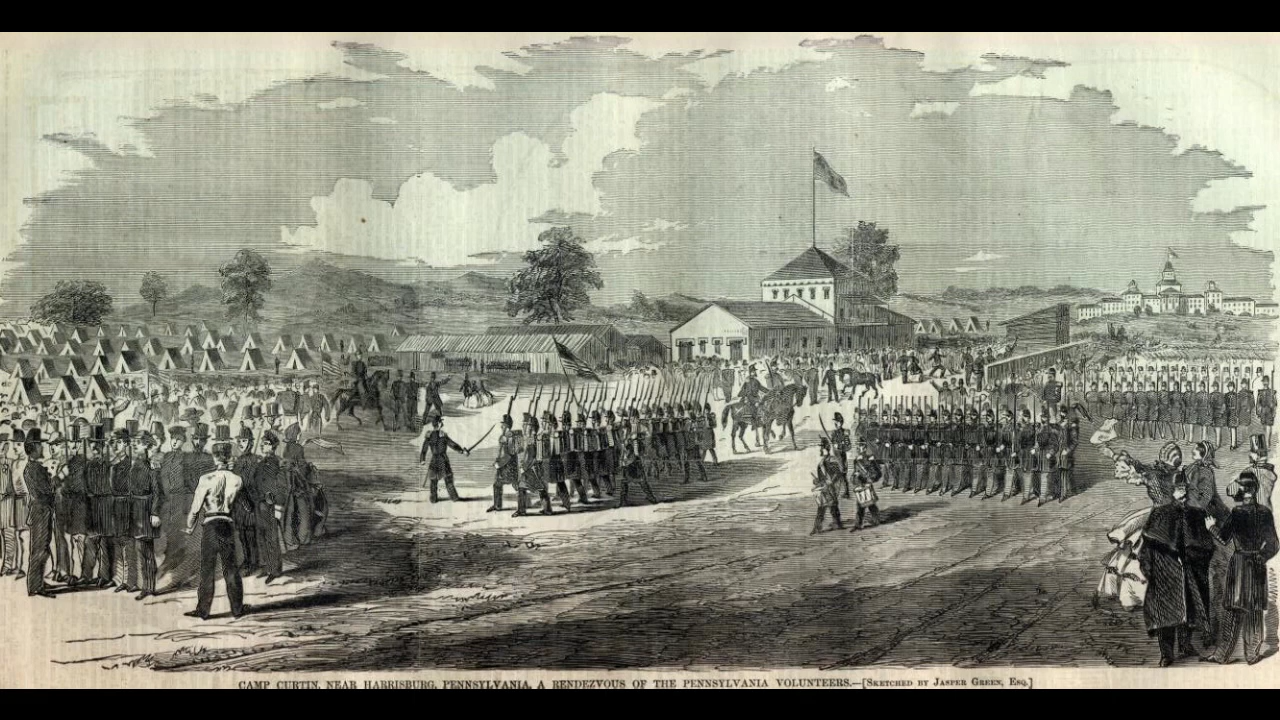 CAMP CURTIN, NEAR HARRISBURG, PENNSYLVANIA, A RENDEZVOUS OF THE PENNSYLVANIA VOLUNTEERS.—[SKETCHED BY JASPER GREEN, ESQ.]